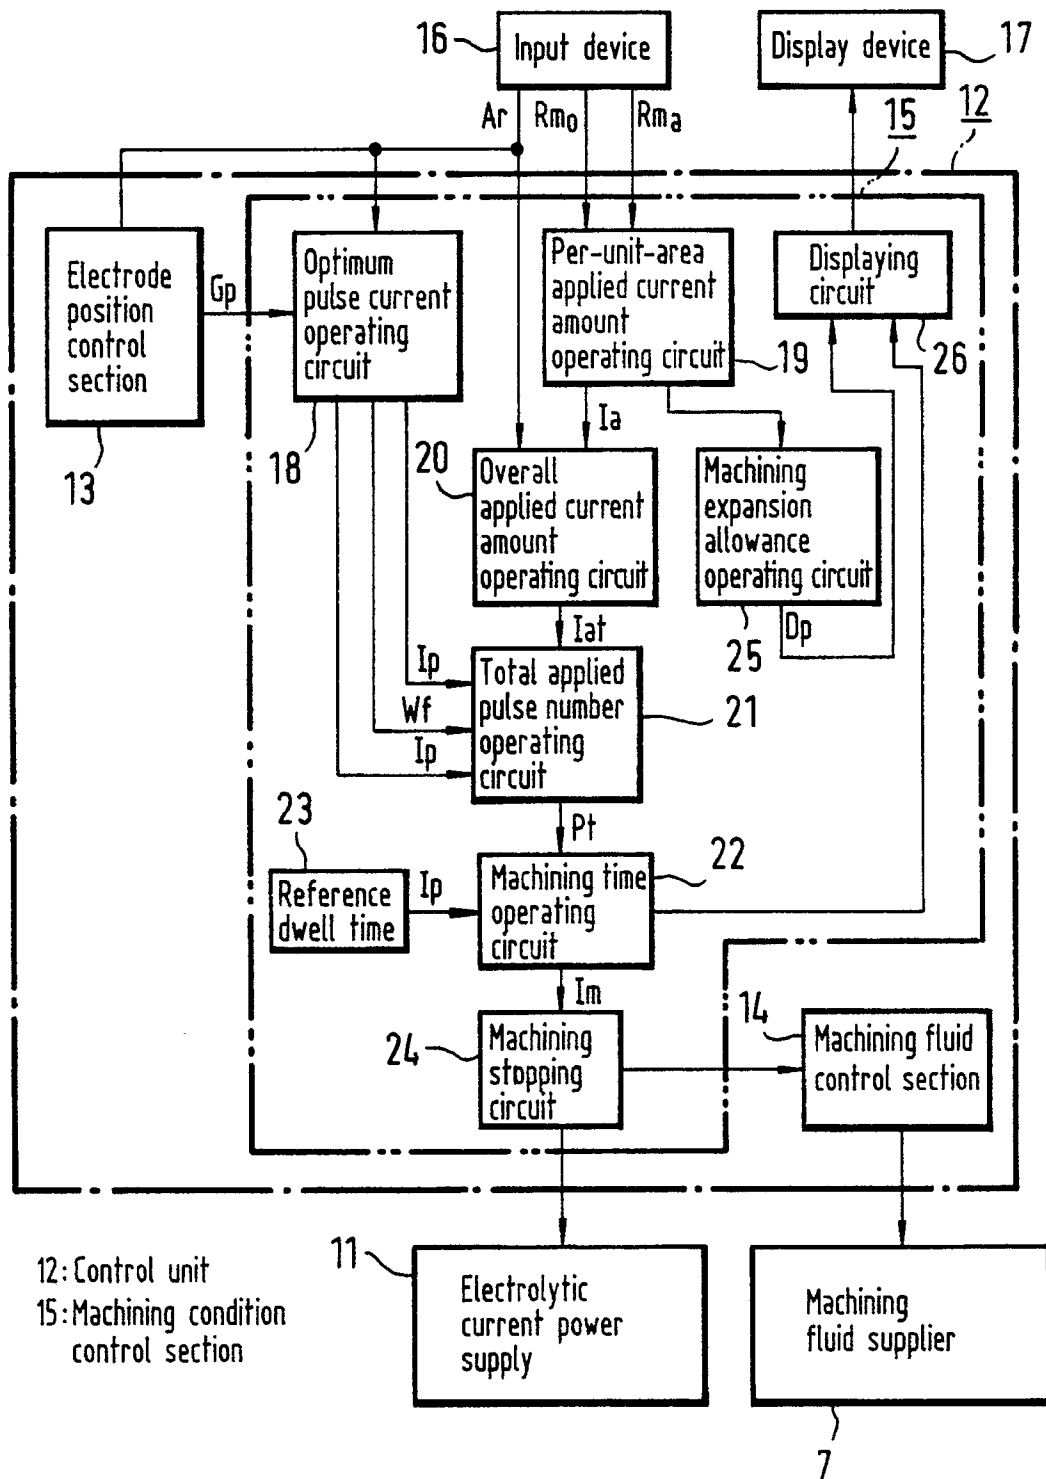 16
Input device
Display device
17
Ar
Rmo
Rma
15
12
Electrode
position
control
section
13
Gp
Optimum
pulse current
operating
circuit
18
Per-unit-area
applied current
amount
operating circuit
19
Displaying
circuit
26
Ia
20
Overall
applied current
amount
operating circuit
Machining
expansion
allowance
operating circuit
25
Dp
Iat
Ip
Wf
Ip
Total applied
pulse number
operating
circuit
21
Pt
23
Reference
dwell time
Ip
Machining time
operating
circuit
22
Im
24
Machining
stopping
circuit
14
Machining fluid
control section
12: Control unit
15: Machining condition
control section
11
Electrolytic
current power
supply
Machining
fluid supplier
7